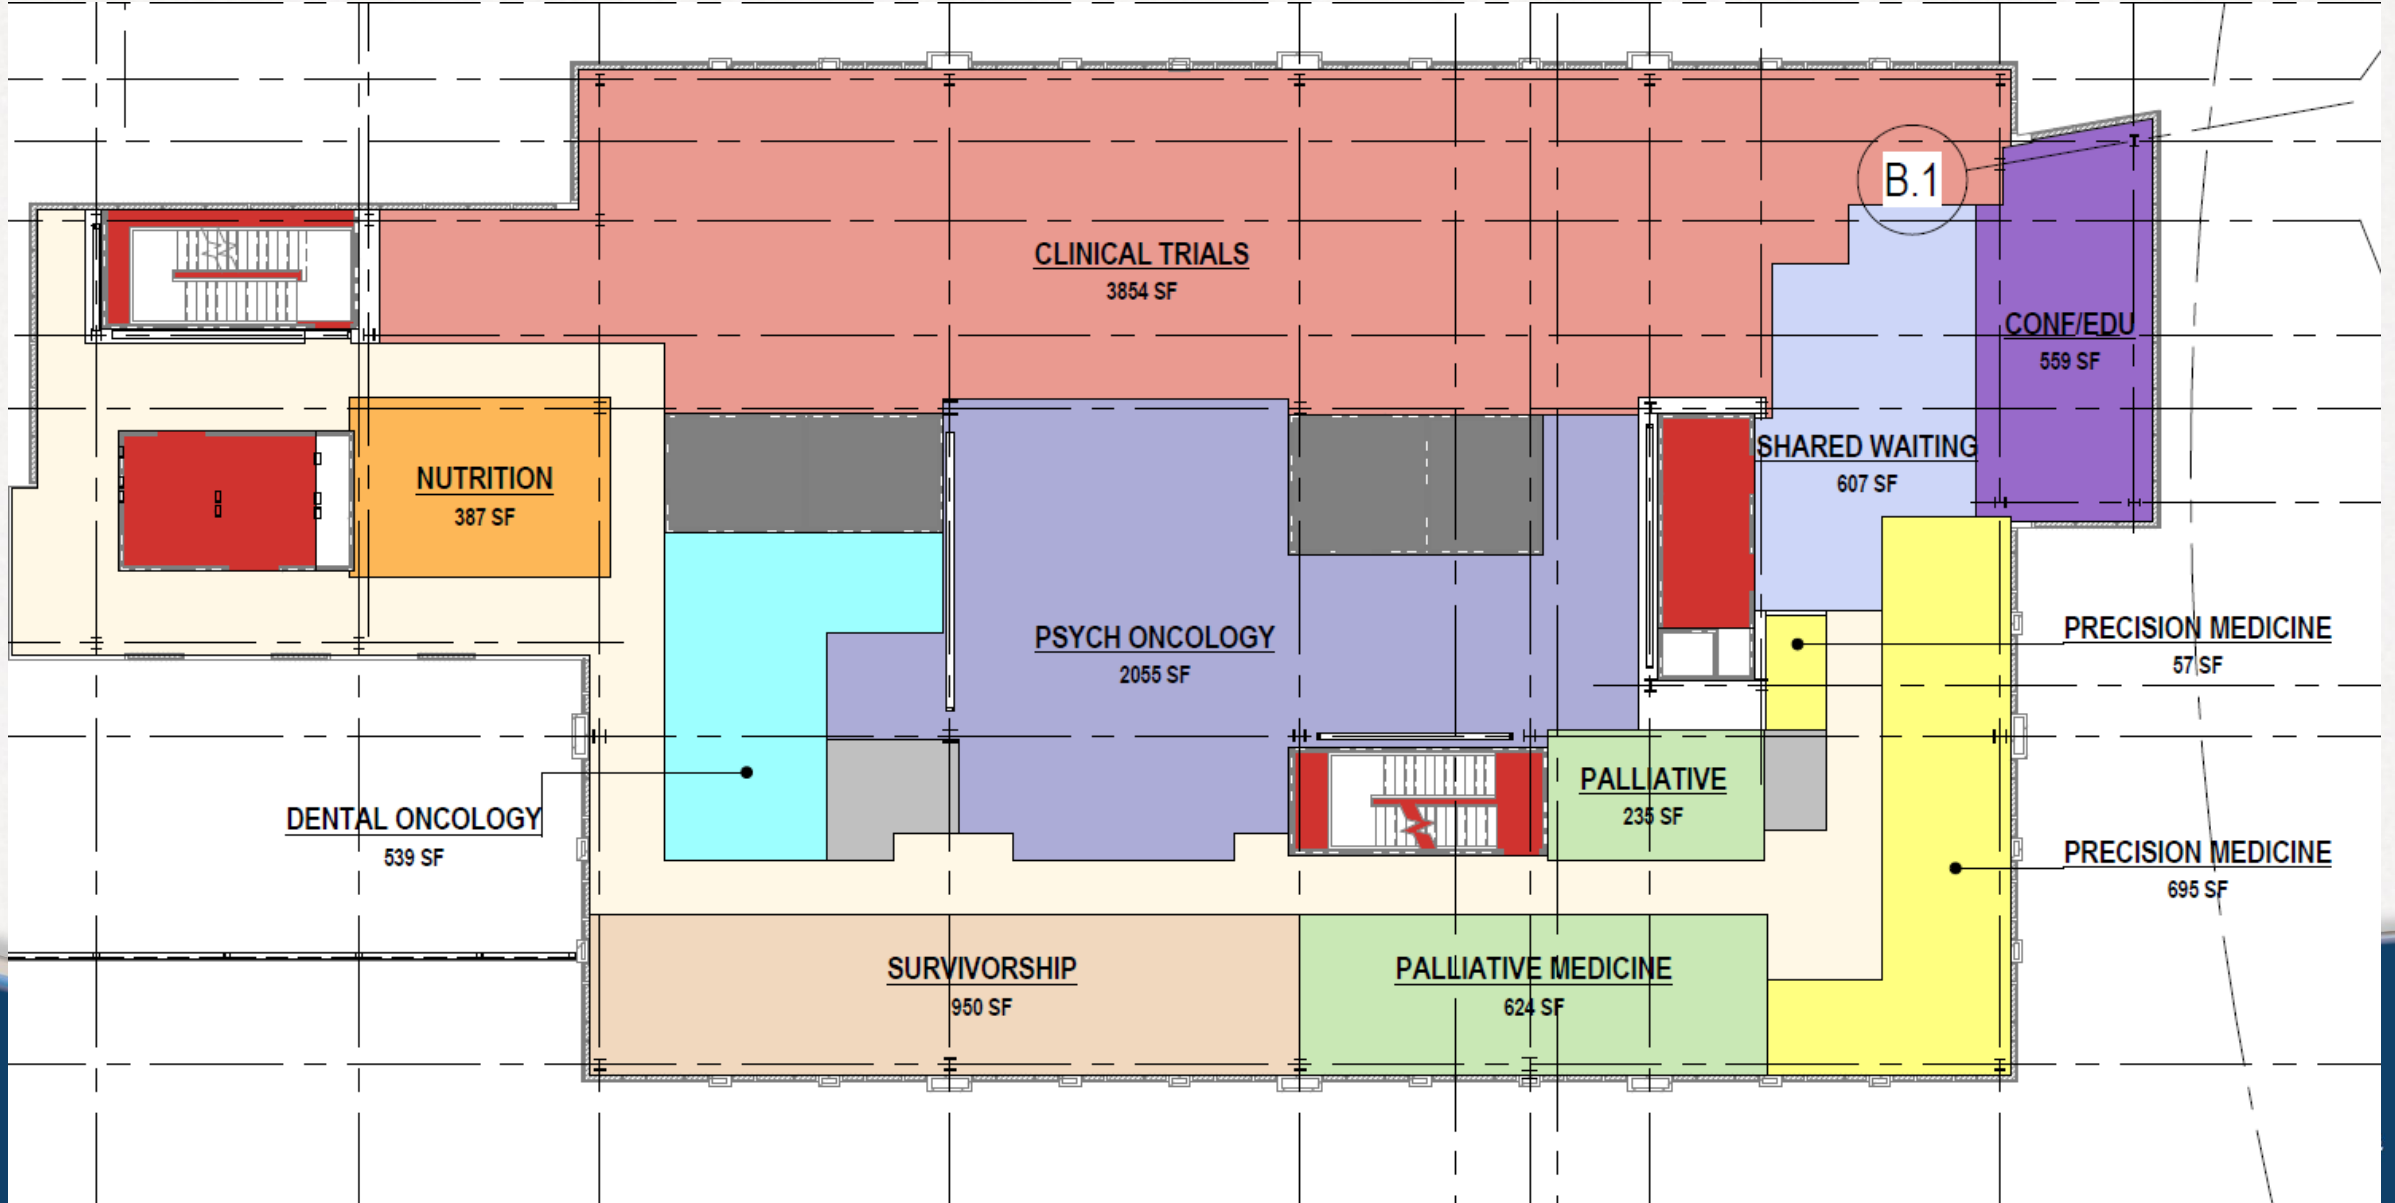 B.1
CLINICAL TRIALS
3854 SF
CONF/EDU
559 SF
SHARED WAITING
607 SF
NUTRITION
387 SF
PSYCH ONCOLOGY
2055 SF
PRECISION MEDICINE
57 SF
PALLIATIVE
235 SF
DENTAL ONCOLOGY
539 SF
PRECISION MEDICINE
695 SF
SURVIVORSHIP
950 SF
PALLIATIVE MEDICINE
624 SF